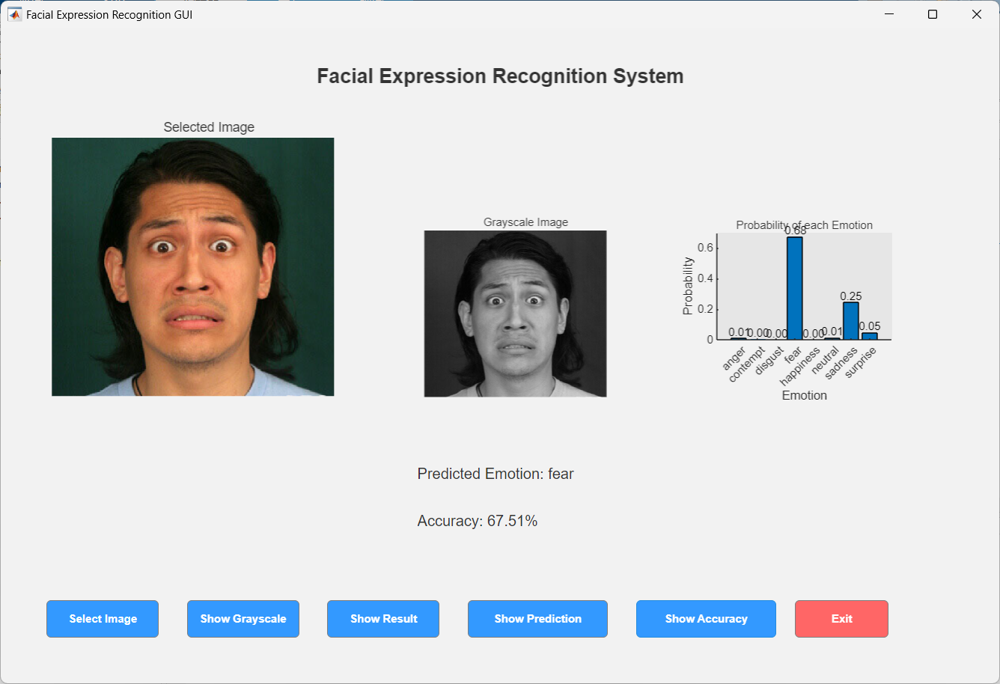 Facial Expression Recognition GUI
Facial Expression Recognition System
Selected Image
Grayscale Image
Probability of each Emotion
Probability
0.6
0.4
0.2
0
0.01
0.00
0.00
0.68
0.00
0.01
0.25
0.05
anger
contempt
disgust
fear
happiness
neutral
sadness
surprise
Emotion
Predicted Emotion: fear
Accuracy: 67.51%
Select Image
Show Grayscale
Show Result
Show Prediction
Show Accuracy
Exit